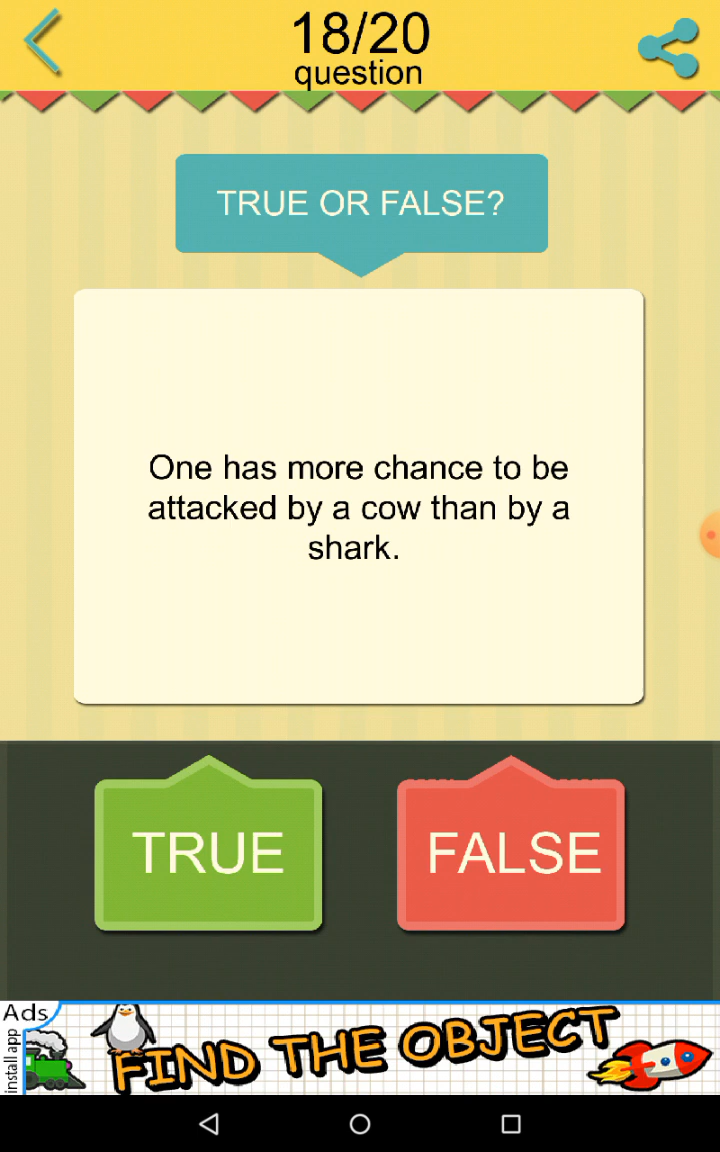 18/20
question
TRUE OR FALSE?
One has more chance to be
attacked by a cow than by a
shark.
TRUE
FALSE
Ads
install app
FIND THE OBJECT